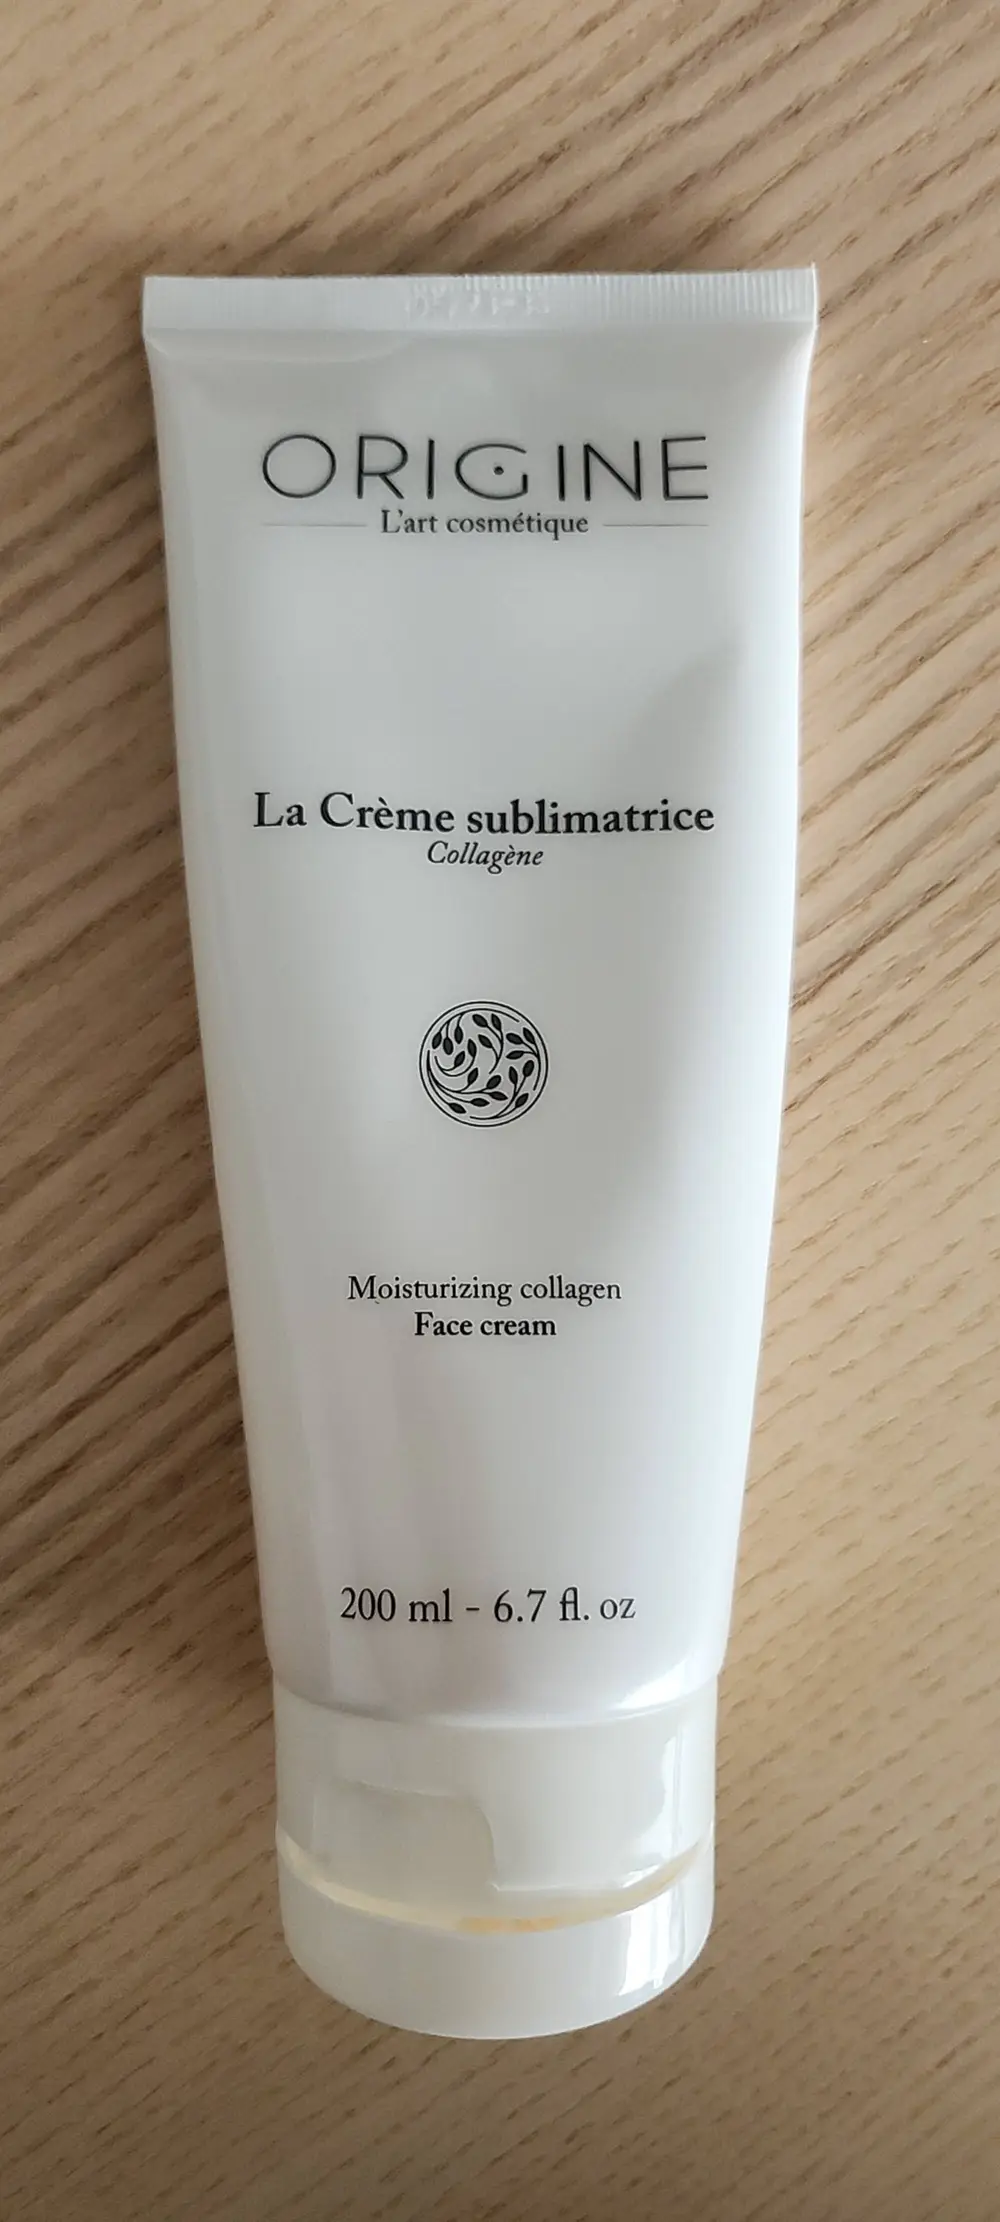 ORIGINE
L'art cosmétique
La Crème sublimatrice
Collagène
Moisturizing collagen
Face cream
200 ml - 6.7 fl. oz